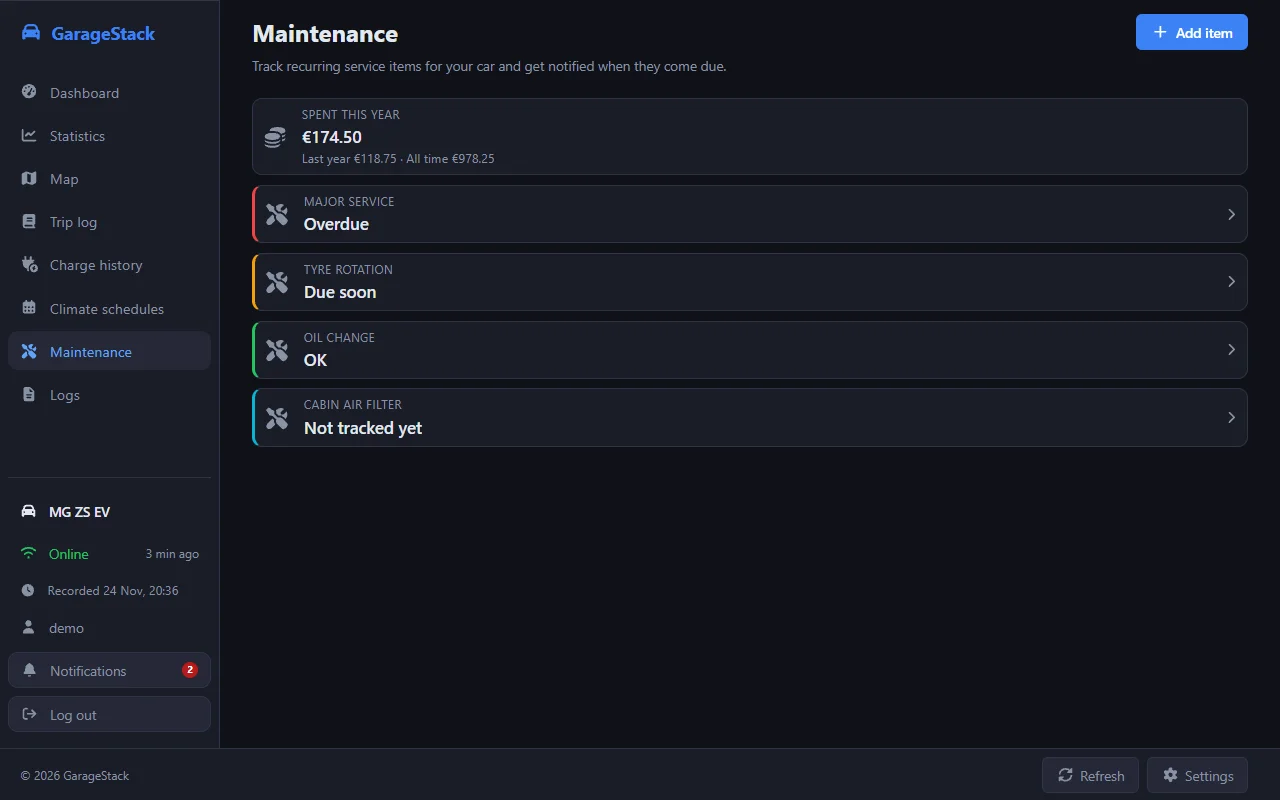 GarageStack
Dashboard
Statistics
Map
Trip log
Charge history
Climate schedules
Maintenance
Logs
MG ZS EV
Online 3 min ago
Recorded 24 Nov, 20:36
demo
Notifications 2
Log out
Maintenance
Add item
Track recurring service items for your car and get notified when they come due.
SPENT THIS YEAR
€174.50
Last year €118.75 · All time €978.25
MAJOR SERVICE
Overdue
TYRE ROTATION
Due soon
OIL CHANGE
OK
CABIN AIR FILTER
Not tracked yet
© 2026 GarageStack
Refresh
Settings